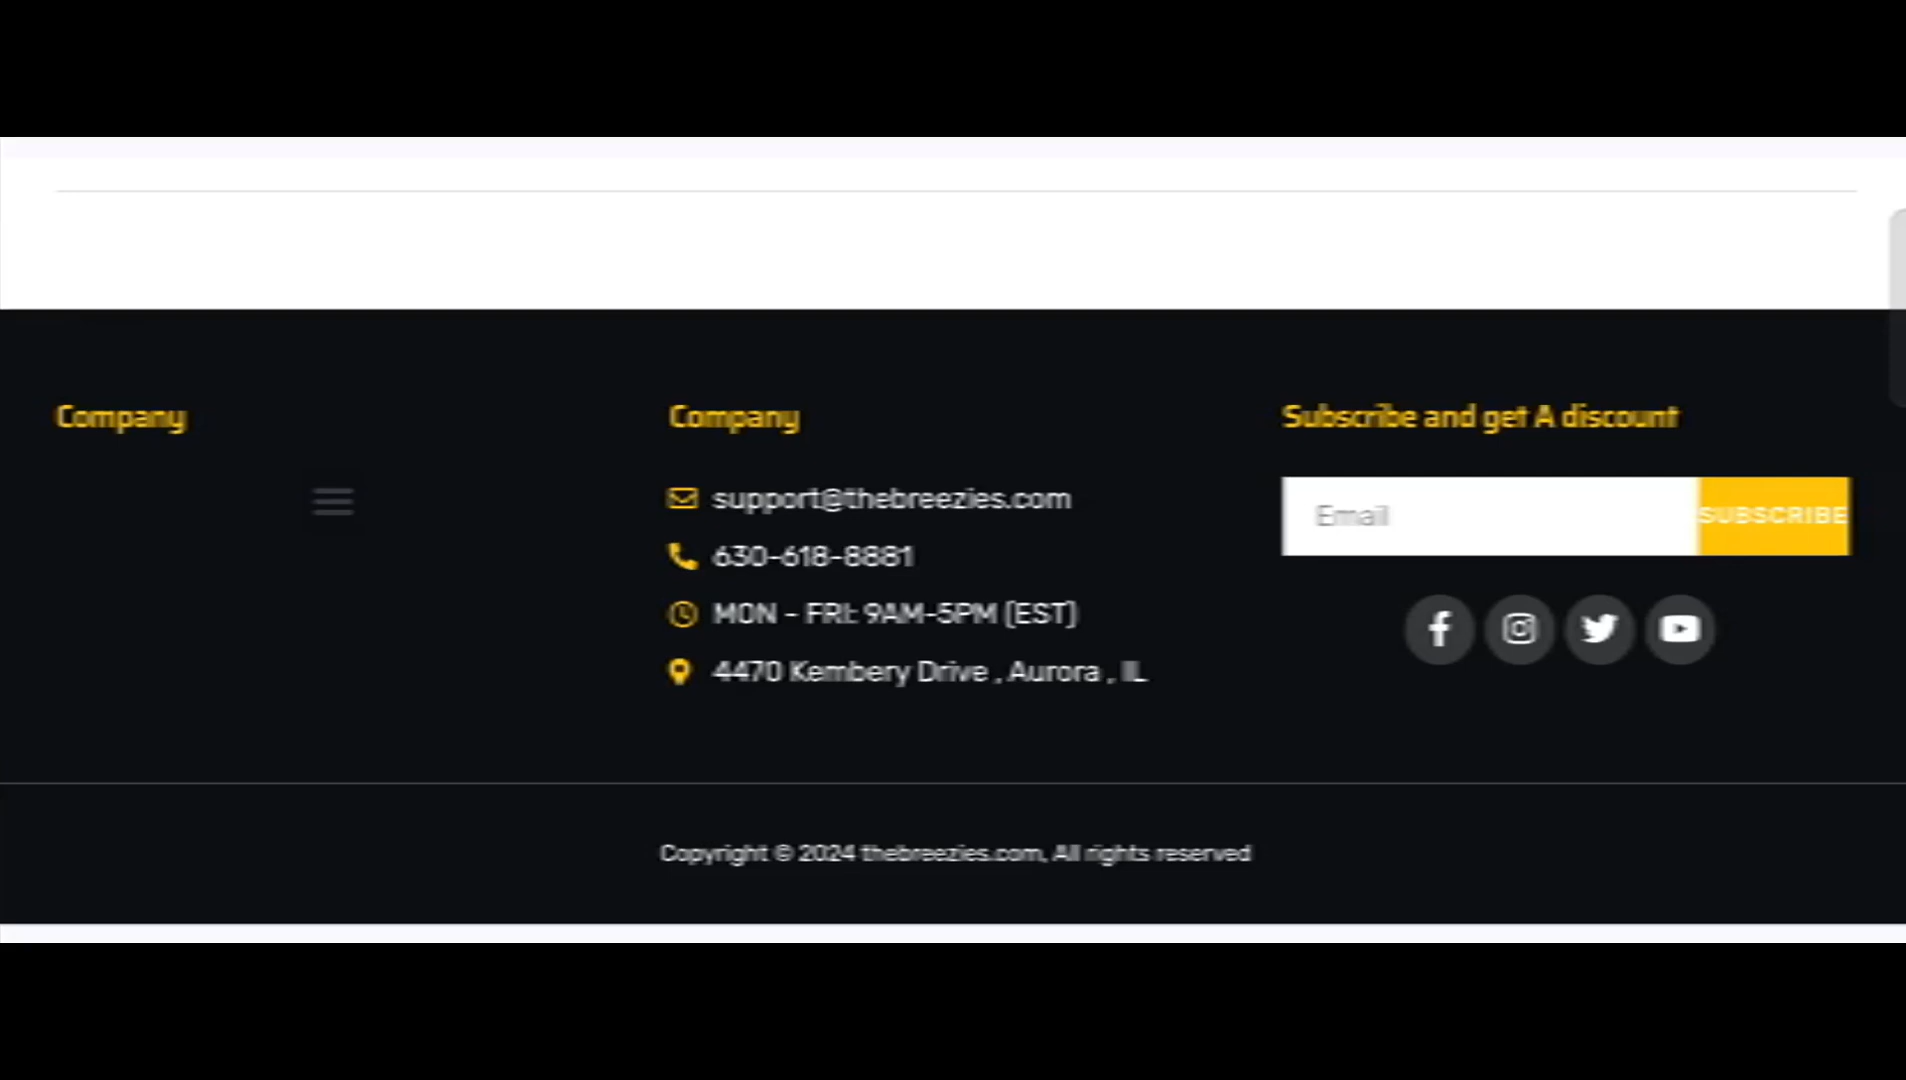 Company
Company
support@thebreezies.com
630-618-8881
MON - FRI: 9AM-5PM (EST)
4470 Kembery Drive , Aurora , IL
Subscribe and get A discount
Email
SUBSCRIBE
Copyright © 2024 thebreezies.com, All rights reserved